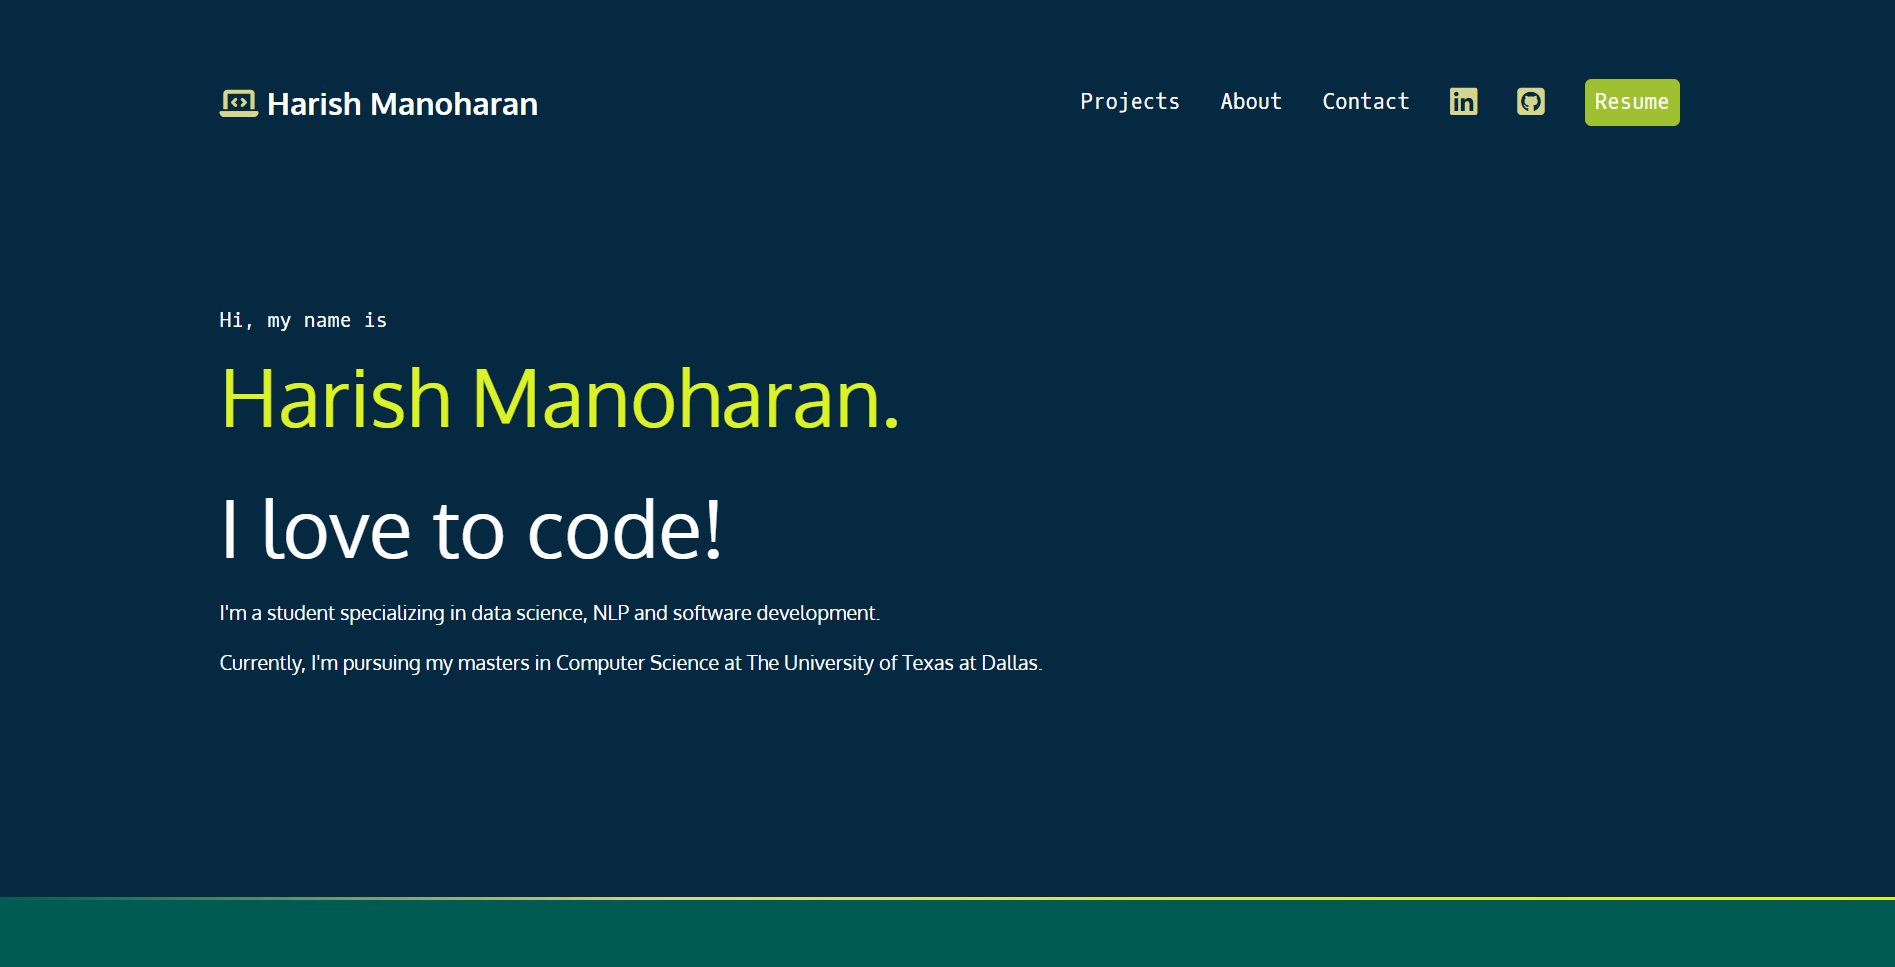 Harish Manoharan
Projects About Contact in Resume
Hi, my name is
Harish Manoharan.
I love to code!
I'm a student specializing in data science, NLP and software development.
Currently, I'm pursuing my masters in Computer Science at The University of Texas at Dallas.